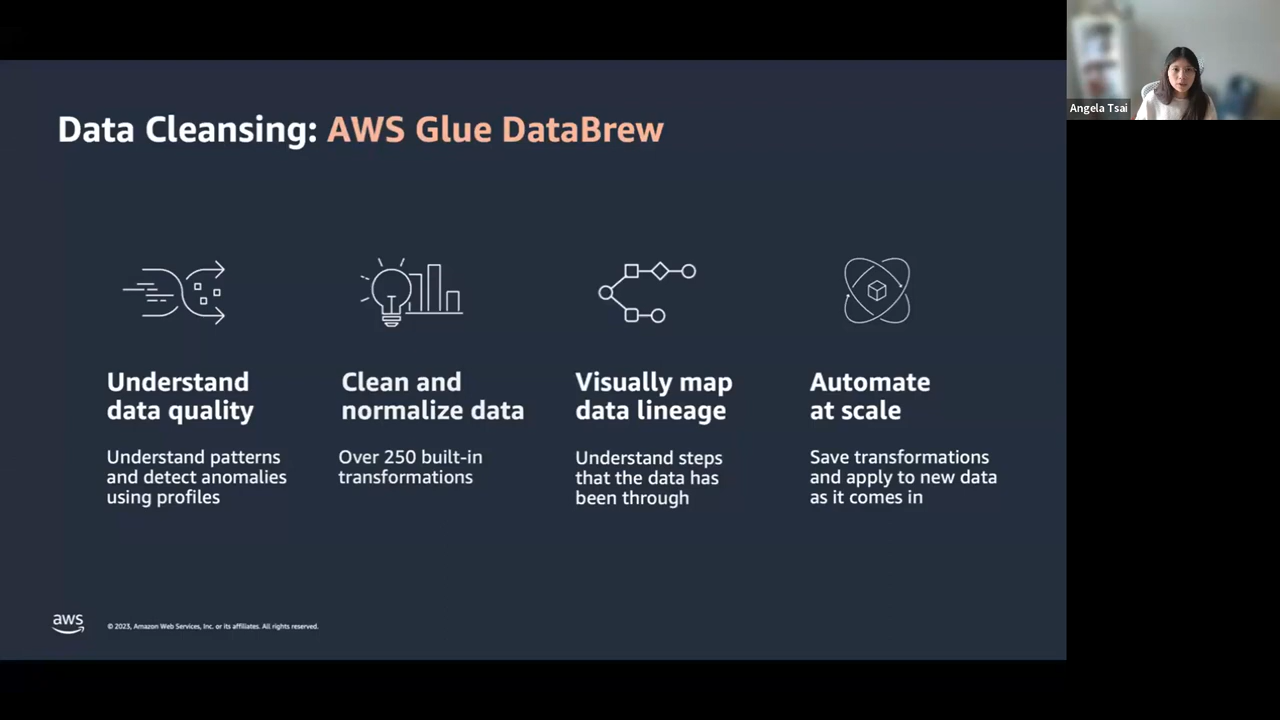 Angela Tsai
Data Cleansing: AWS Glue DataBrew
Understand
data quality
Understand patterns
and detect anomalies
using profiles
Clean and
normalize data
Over 250 built-in
transformations
Visually map
data lineage
Understand steps
that the data has
been through
Automate
at scale
Save transformations
and apply to new data
as it comes in
aws
© 2023, Amazon Web Services, Inc. or its affiliates. All rights reserved.